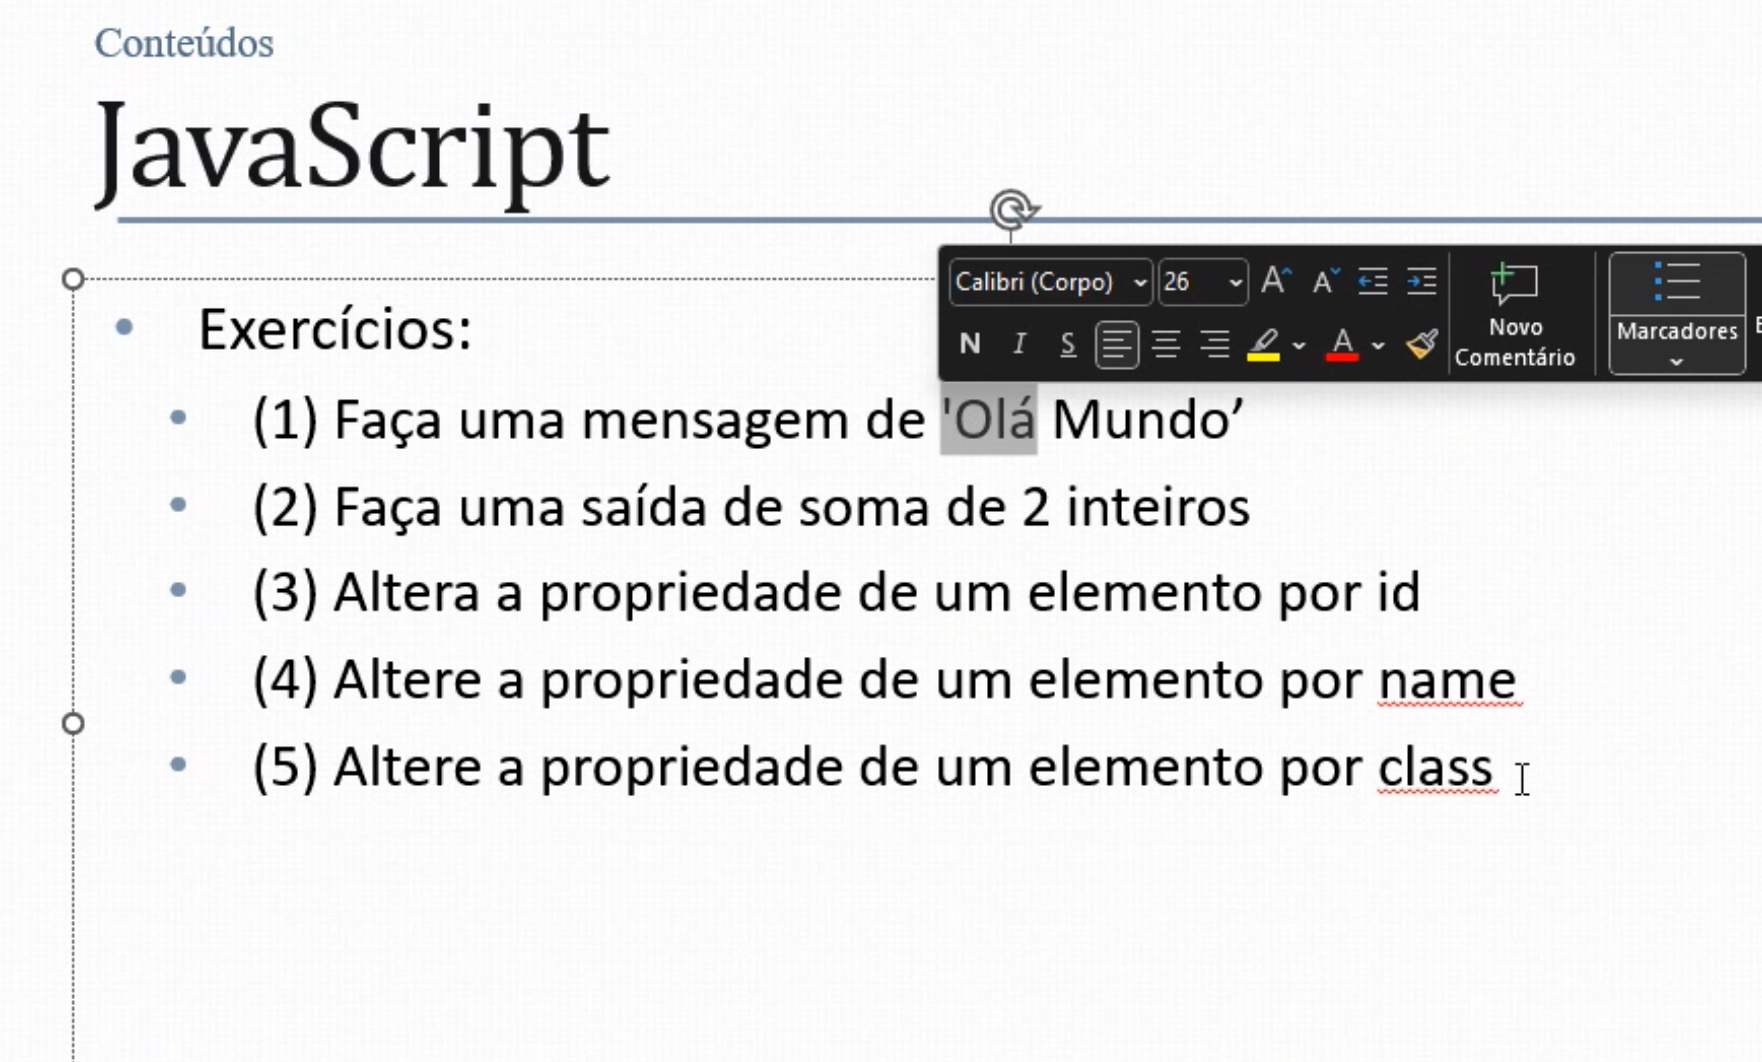 Conteúdos
JavaScript
Calibri (Corpo) 26 A A
N I S A Novo Comentário Marcadores
• Exercícios:
• (1) Faça uma mensagem de 'Olá Mundo’
• (2) Faça uma saída de soma de 2 inteiros
• (3) Altera a propriedade de um elemento por id
• (4) Altere a propriedade de um elemento por name
• (5) Altere a propriedade de um elemento por class